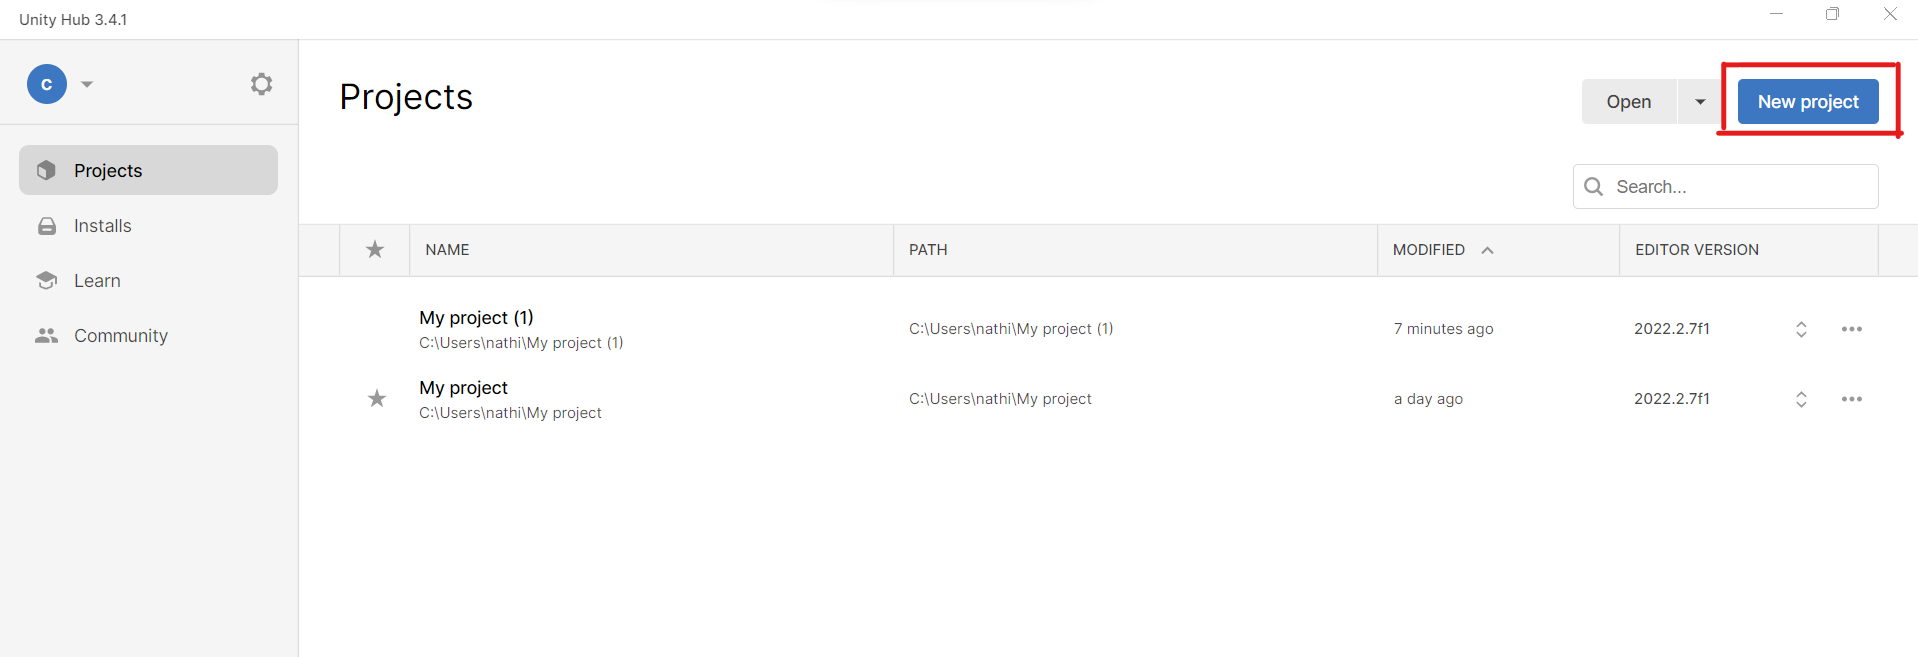 Unity Hub 3.4.1
C
Projects
Open
New project
Projects
Installs
Learn
Community
Search...
NAME PATH MODIFIED EDITOR VERSION
My project (1)
C:\Users\nathi\My project (1)
C:\Users\nathi\My project (1)
7 minutes ago
2022.2.7f1
My project
C:\Users\nathi\My project
C:\Users\nathi\My project
a day ago
2022.2.7f1